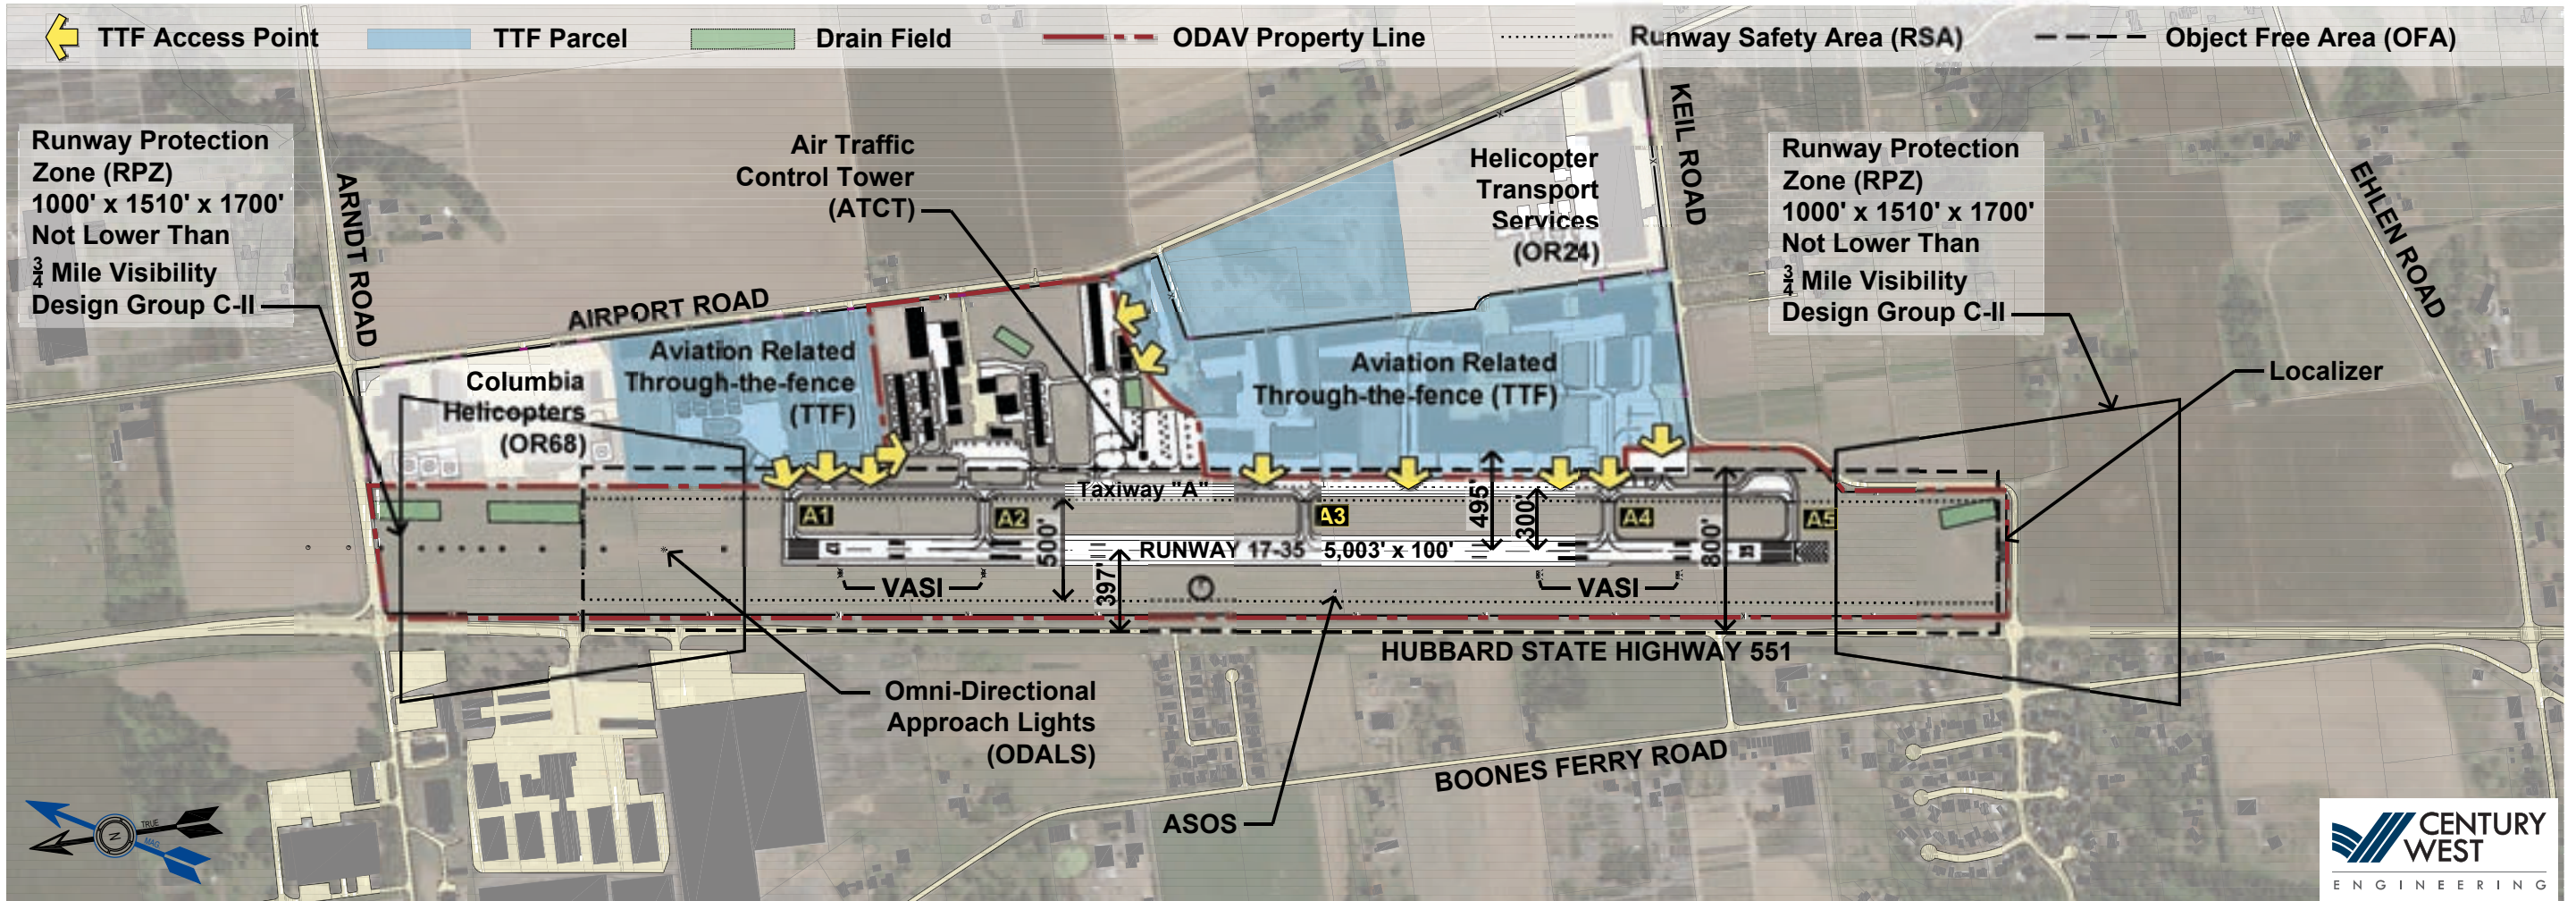 TTF Access Point
TTF Parcel
Drain Field
ODAV Property Line
Runway Safety Area (RSA)
Object Free Area (OFA)
Runway Protection
Zone (RPZ)
1000' x 1510' x 1700'
Not Lower Than
3/4 Mile Visibility
Design Group C-II
ARNDT ROAD
AIRPORT ROAD
Air Traffic
Control Tower
(ATCT)
Helicopter
Transport
Services
(OR24)
KEIL ROAD
Runway Protection
Zone (RPZ)
1000' x 1510' x 1700'
Not Lower Than
3/4 Mile Visibility
Design Group C-II
EHLEN ROAD
Localizer
Columbia
Helicopters
(OR68)
Aviation Related
Through-the-fence
(TTF)
Aviation Related
Through-the-fence (TTF)
Taxiway "A"
A1
A2
A3
A4
A5
500'
397'
495'
300'
800'
RUNWAY 17-35 5,003' x 100'
17
35
VASI
VASI
HUBBARD STATE HIGHWAY 551
Omni-Directional
Approach Lights
(ODALS)
ASOS
BOONES FERRY ROAD
TRUE
N
MAG
CENTURY
WEST
ENGINEERING